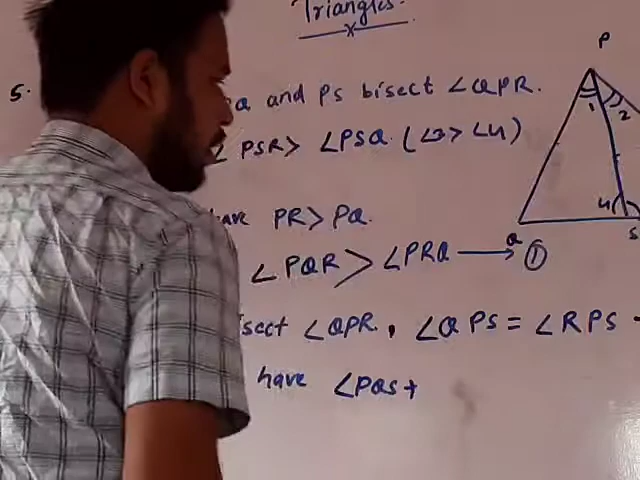 Triangles.
x
P
5.
Q and PS bisect ∠QPR.
1 2
∠PSR > ∠PSQ. (∠3 > ∠4)
have PR > PQ.
4
Q S
∠PQR > ∠PRQ → ①
bisect ∠QPR, ∠QPS = ∠RPS
have ∠PQS +